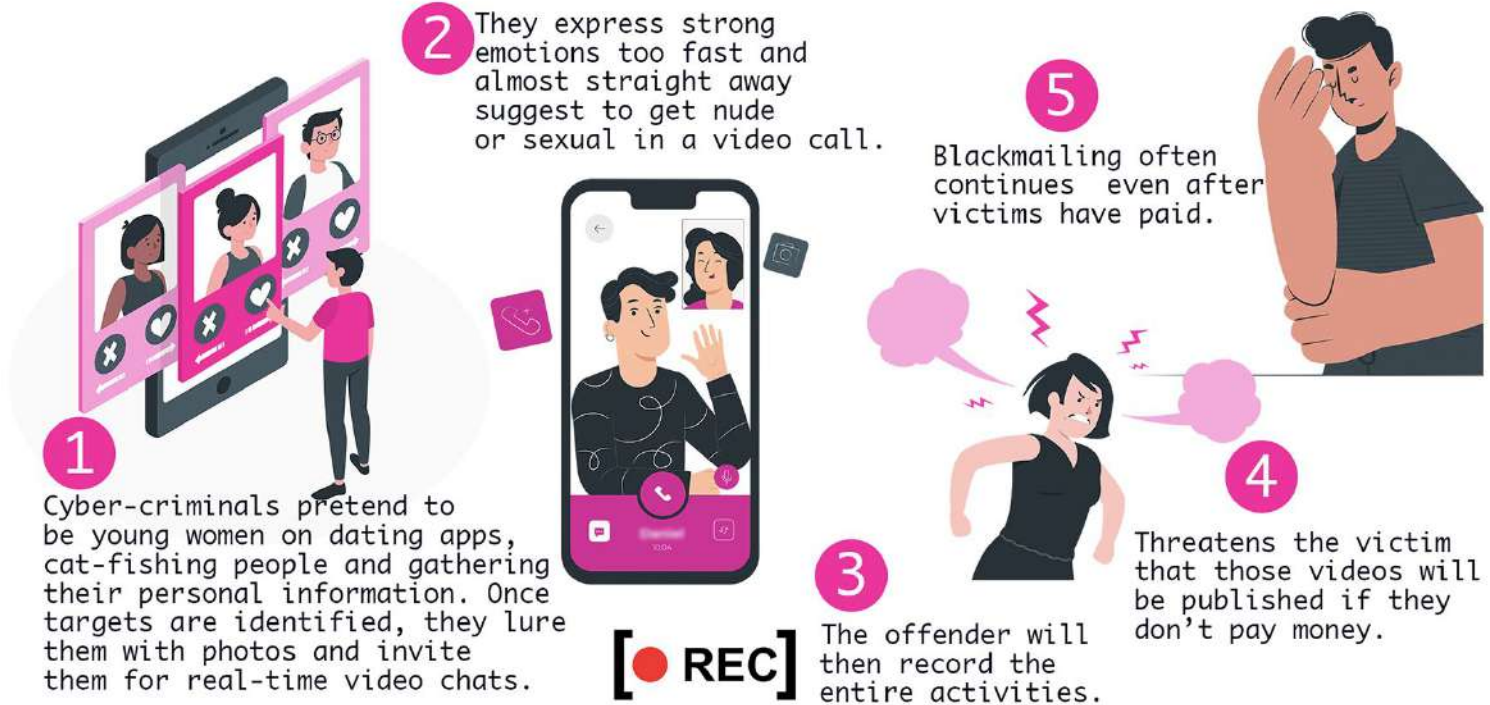 1
Cyber-criminals pretend to
be young women on dating apps,
cat-fishing people and gathering
their personal information. Once
targets are identified, they lure
them with photos and invite
them for real-time video chats.
2
They express strong
emotions too fast and
almost straight away
suggest to get nude
or sexual in a video call.
10:04
[REC]
3
The offender will
then record the
entire activities.
4
Threatens the victim
that those videos will
be published if they
don't pay money.
5
Blackmailing often
continues even after
victims have paid.